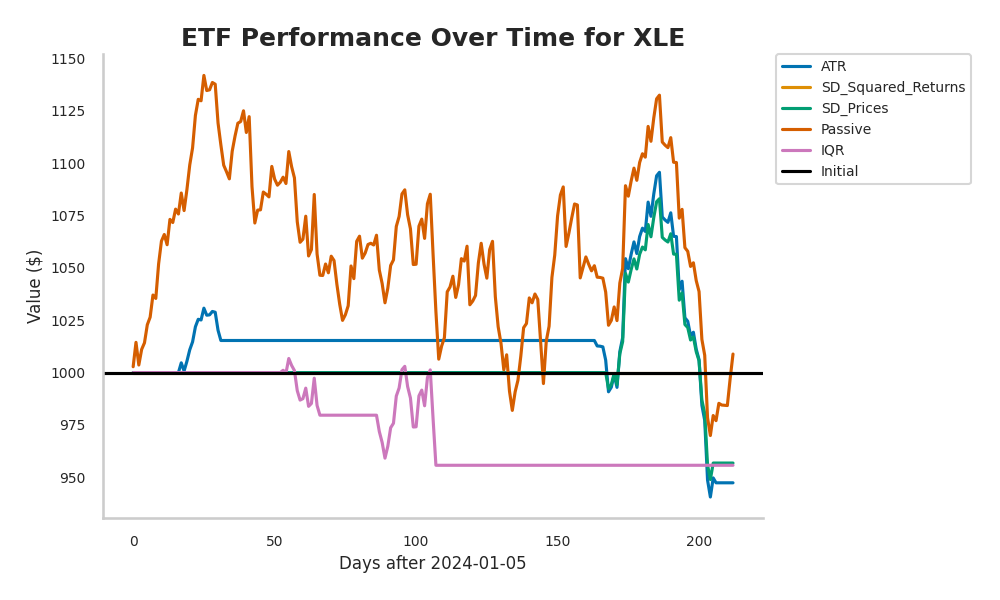 ETF Performance Over Time for XLE
Value ($)
1150
1125
1100
1075
1050
1025
1000
975
950
0 50 100 150 200
Days after 2024-01-05
ATR
SD_Squared_Returns
SD_Prices
Passive
IQR
Initial